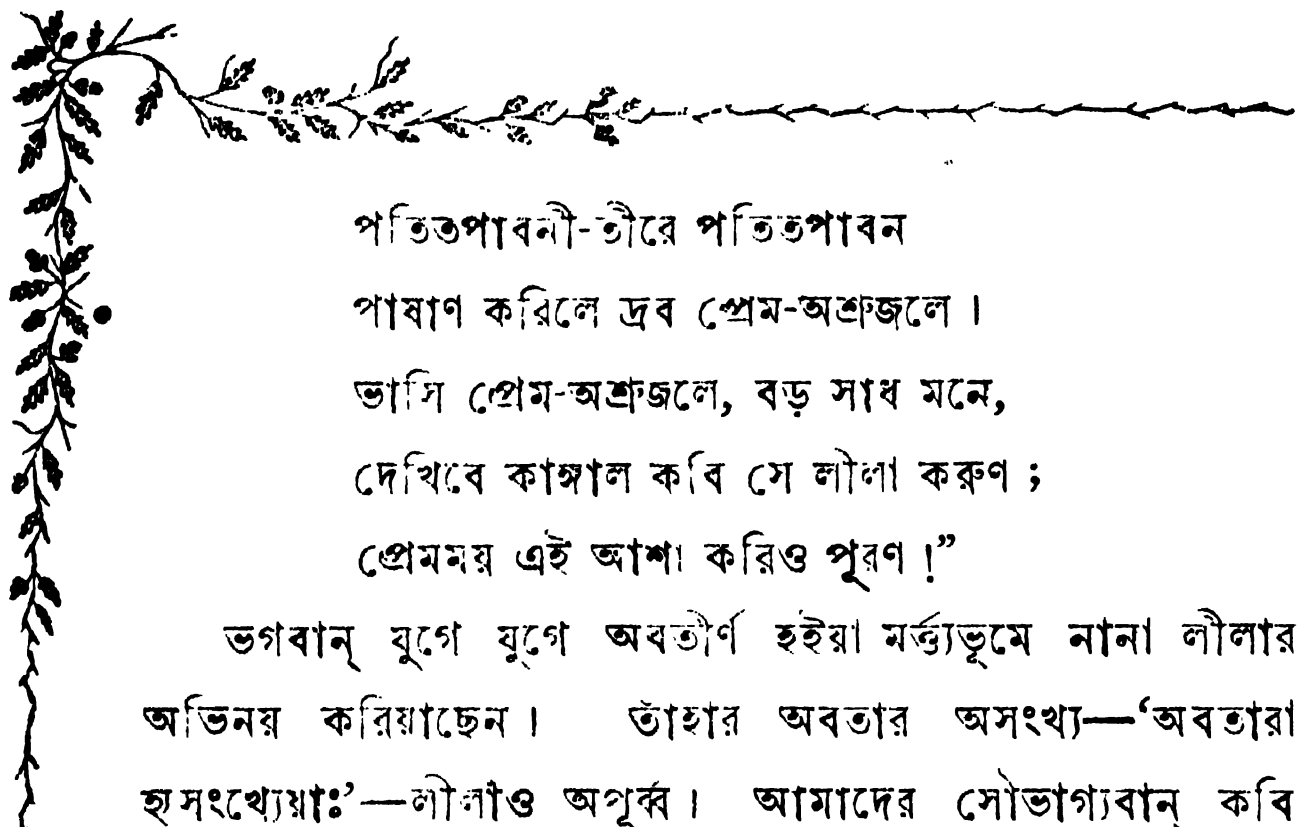 পতিতপাবনী-তীরে পতিতপাবন
পাষাণ করিলে দ্রব প্রেম-অশ্রুজলে ।
ভাসি প্রেম-অশ্রুজলে, বড় সাধ মনে,
দেখিবে কাঙ্গাল কবি সে লীলা করুণ ;
প্রেমময় এই আশা করিও পূরণ !”
ভগবান্ যুগে যুগে অবতীর্ণ হইয়া মর্ত্ত্যভূমে নানা লীলার
অভিনয় করিয়াছেন । তাঁহার অবতার অসংখ্য—‘অবতারা
হ্যসংখ্যেয়াঃ’—লীলাও অপূর্ব্ব । আমাদের সৌভাগ্যবান্ কবি